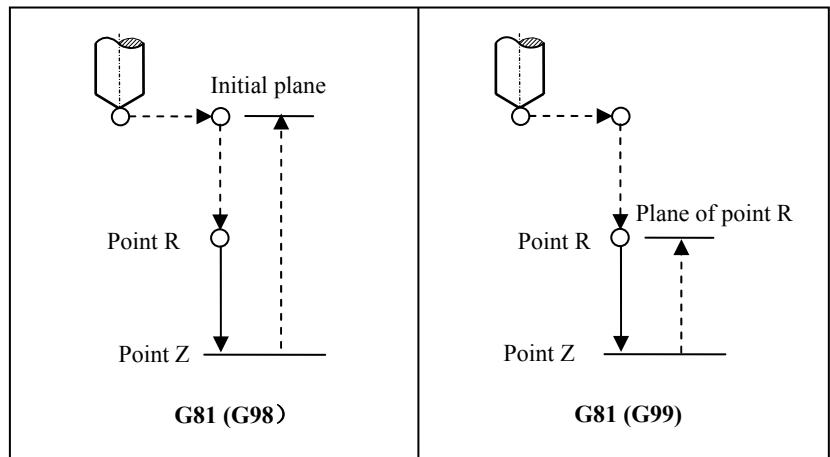 Initial plane
Point R
Point Z
G81 (G98）
Plane of point R
Point R
Point Z
G81 (G99)